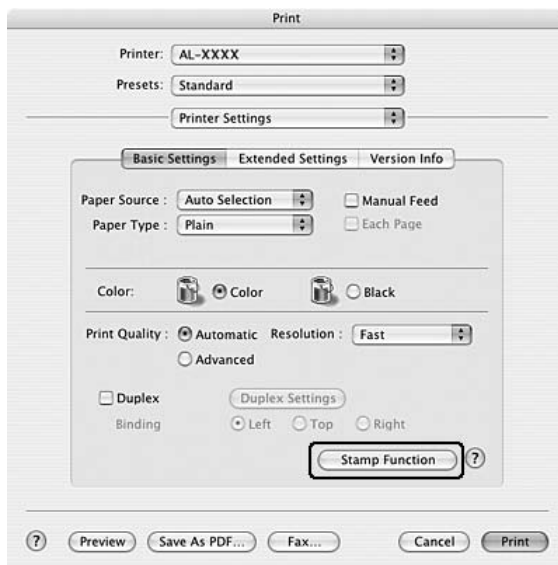 Print
Printer: AL-XXXX
Presets: Standard
Printer Settings
Basic Settings Extended Settings Version Info
Paper Source : Auto Selection Manual Feed
Paper Type : Plain Each Page
Color: Color Black
Print Quality : Automatic Resolution : Fast
Advanced
Duplex Duplex Settings
Binding Left Top Right
Stamp Function ?
? Preview Save As PDF... Fax... Cancel Print